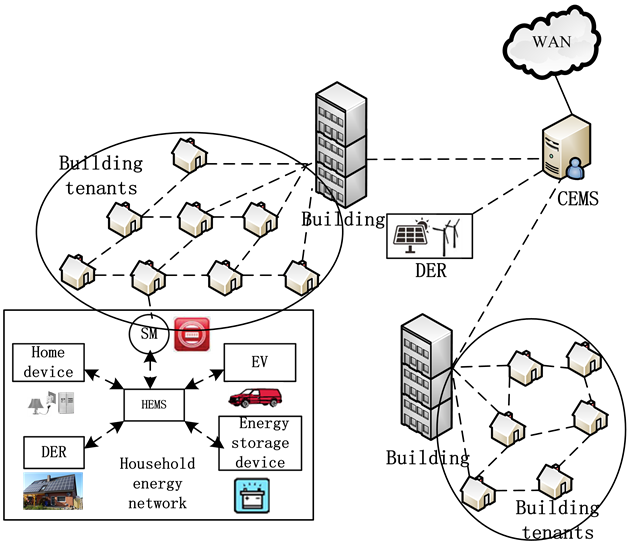 WAN
Building
tenants
Building
CEMS
DER
SM
Home
device
EV
HEMS
DER
Energy
storage
device
Household
energy
network
Building
Building
tenants